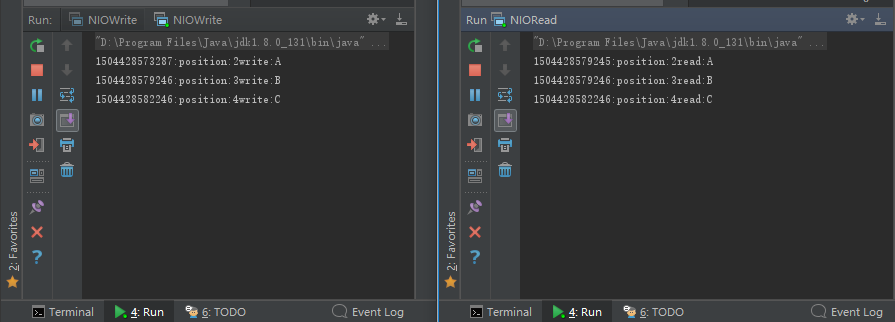 Run: NIOWrite NIOWrite
"D:\Program Files\Java\jdk1.8.0_131\bin\java" ...
1504428573287:position:2write:A
1504428579246:position:3write:B
1504428582246:position:4write:C
2: Favorites
Terminal 4: Run 6: TODO Event Log
Run NIORead
"D:\Program Files\Java\jdk1.8.0_131\bin\java" ...
1504428579245:position:2read:A
1504428579246:position:3read:B
1504428582246:position:4read:C
2: Favorites
Terminal 4: Run 6: TODO Event Log